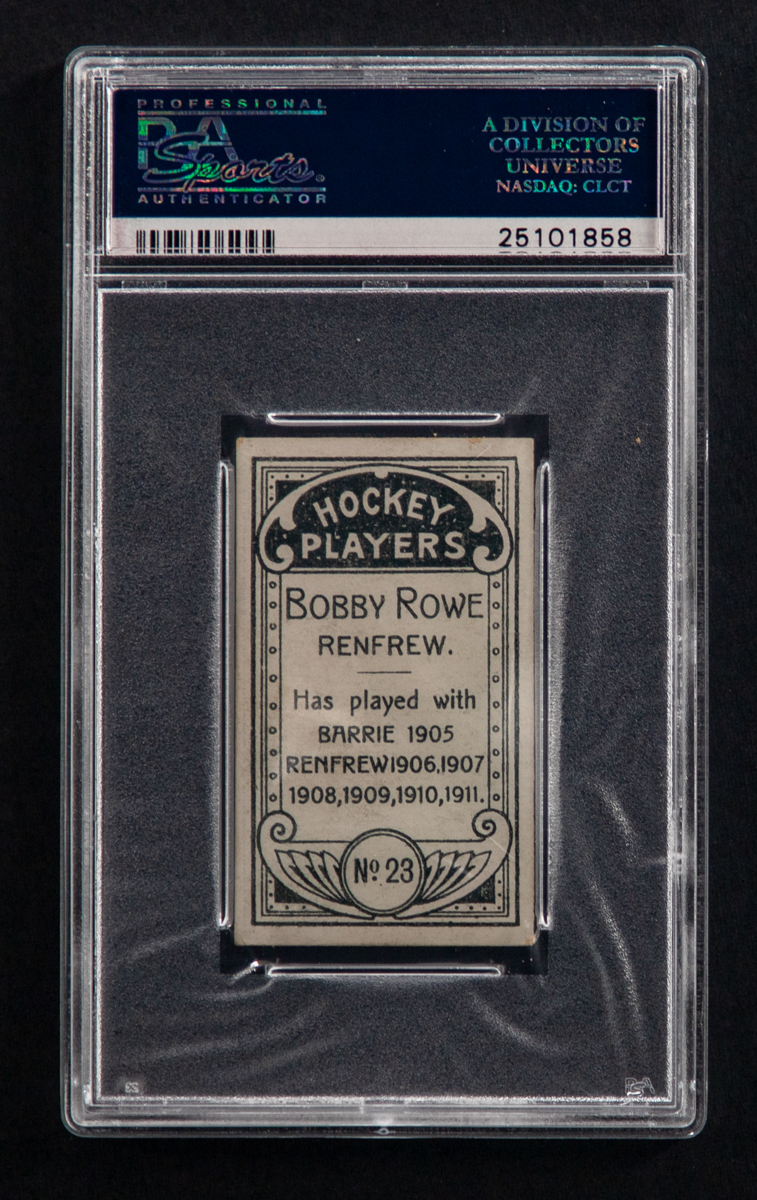 PROFESSIONAL
PSA
Sports.
AUTHENTICATOR
A DIVISION OF
COLLECTORS
UNIVERSE
NASDAQ: CLCT
25101858
HOCKEY
PLAYERS
BOBBY ROWE
RENFREW.
Has played with
BARRIE 1905
RENFREW1906,1907
1908,1909,1910,1911.
Nº 23
PSA